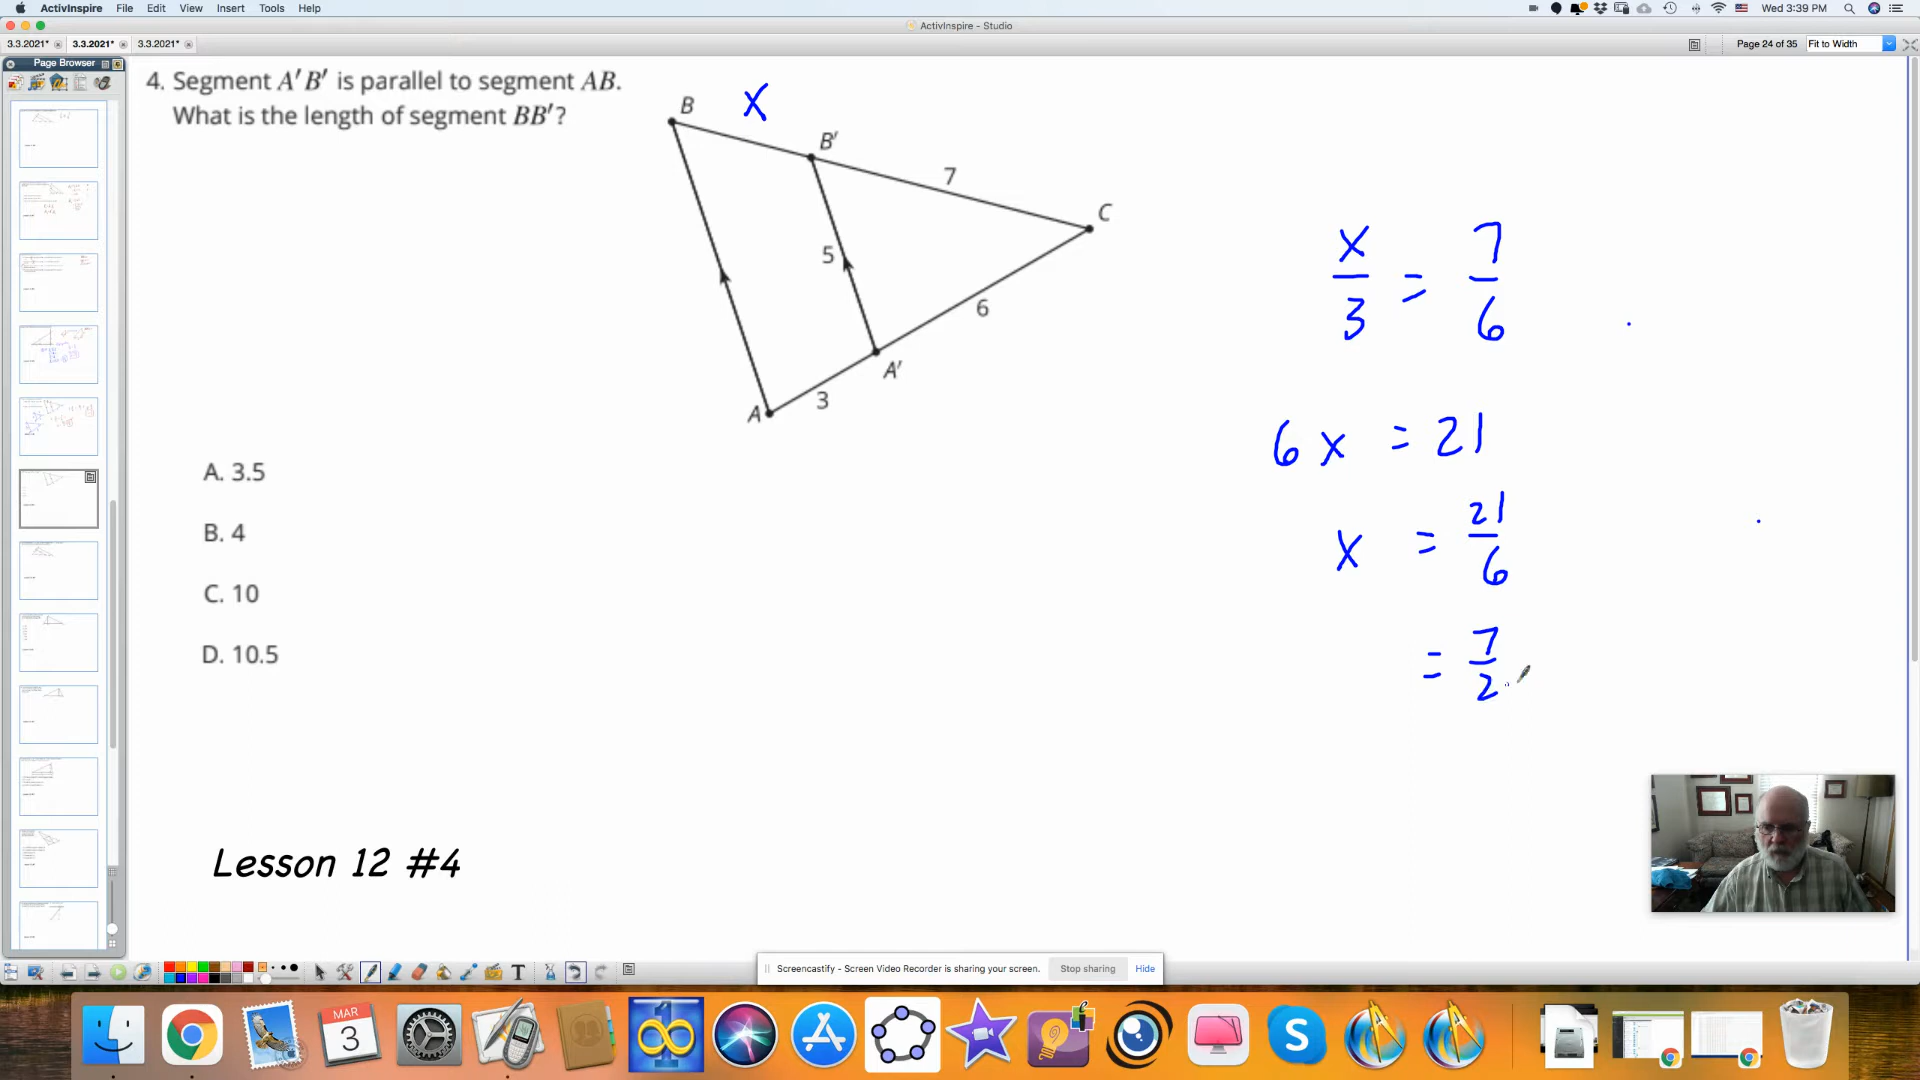 ActivInspire File Edit View Insert Tools Help
Wed 3:39 PM
ActivInspire - Studio
3.3.2021* 3.3.2021* 3.3.2021*
Page 24 of 35 Fit to Width
Page Browser
4. Segment A′B′ is parallel to segment AB.
What is the length of segment BB′?
B
X
B′
7
C
5
6
A′
3
A
x/3 = 7/6
6x = 21
x = 21/6
= 7/2
A. 3.5
B. 4
C. 10
D. 10.5
Lesson 12 #4
Screencastify - Screen Video Recorder is sharing your screen. Stop sharing Hide
MAR
3